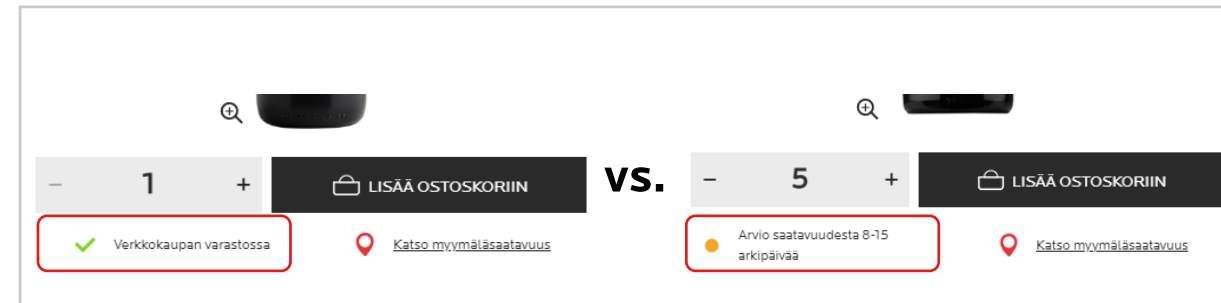 − 1 + LISÄÄ OSTOSKORIIN
Verkkokaupan varastossa Katso myymäläsaatavuus
vs.
− 5 + LISÄÄ OSTOSKORIIN
Arvio saatavuudesta 8-15
arkipäivää
Katso myymäläsaatavuus